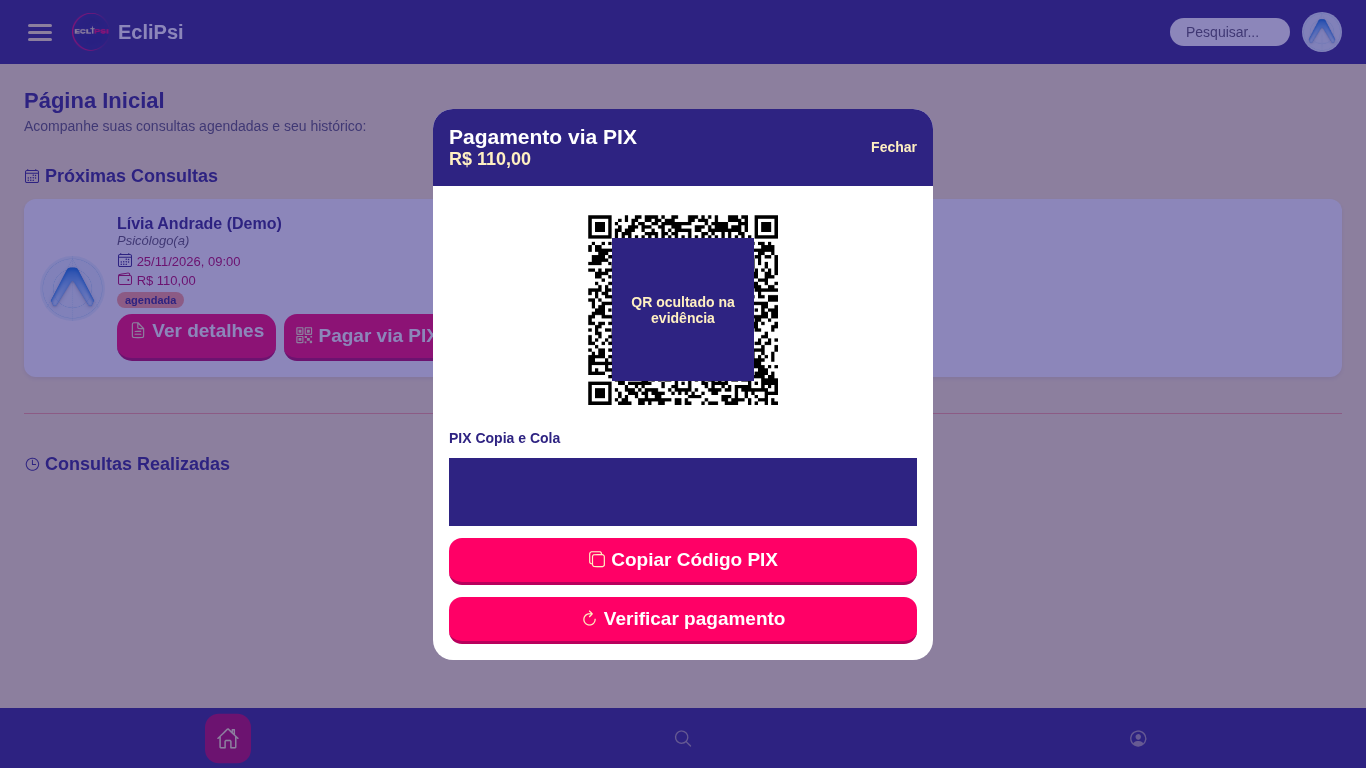 ECLIPSI
EcliPsi
Pesquisar...
Página Inicial
Acompanhe suas consultas agendadas e seu histórico:
Próximas Consultas
Lívia Andrade (Demo)
Psicólogo(a)
25/11/2026, 09:00
R$ 110,00
agendada
Ver detalhes
Pagar via PIX
Consultas Realizadas
Pagamento via PIX
R$ 110,00
Fechar
QR ocultado na
evidência
PIX Copia e Cola
Copiar Código PIX
Verificar pagamento